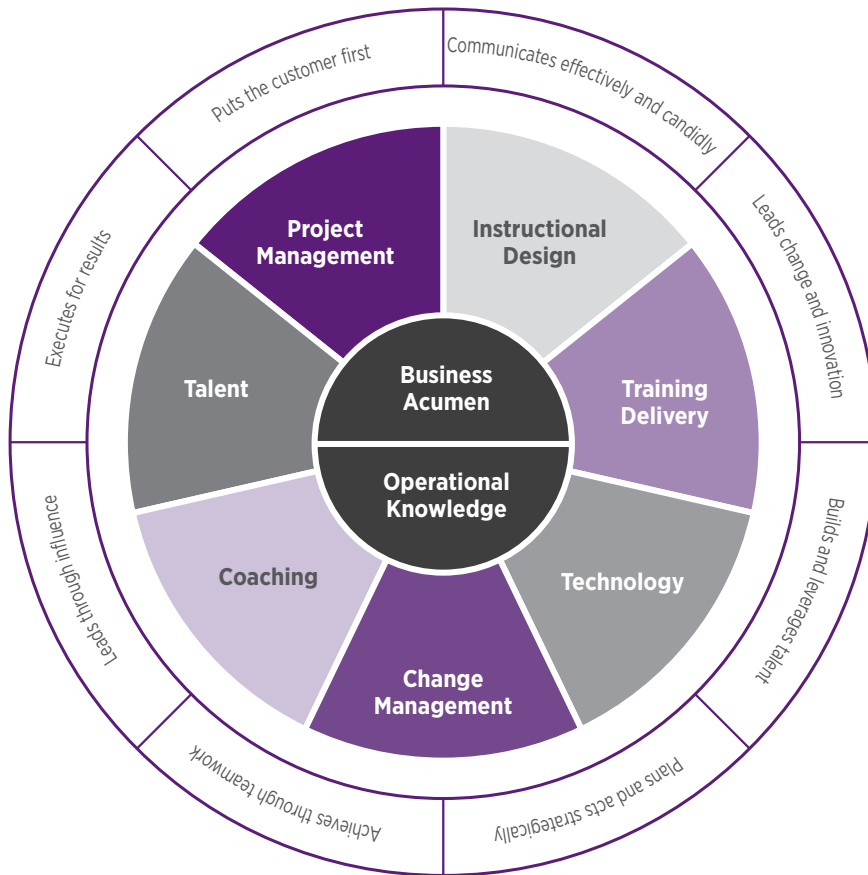 Puts the customer first
Communicates effectively and candidly
Leads change and innovation
Builds and leverages talent
Plans and acts strategically
Achieves through teamwork
Leads through influence
Executes for results
Project
Management
Instructional
Design
Training
Delivery
Technology
Change
Management
Coaching
Talent
Business
Acumen
Operational
Knowledge